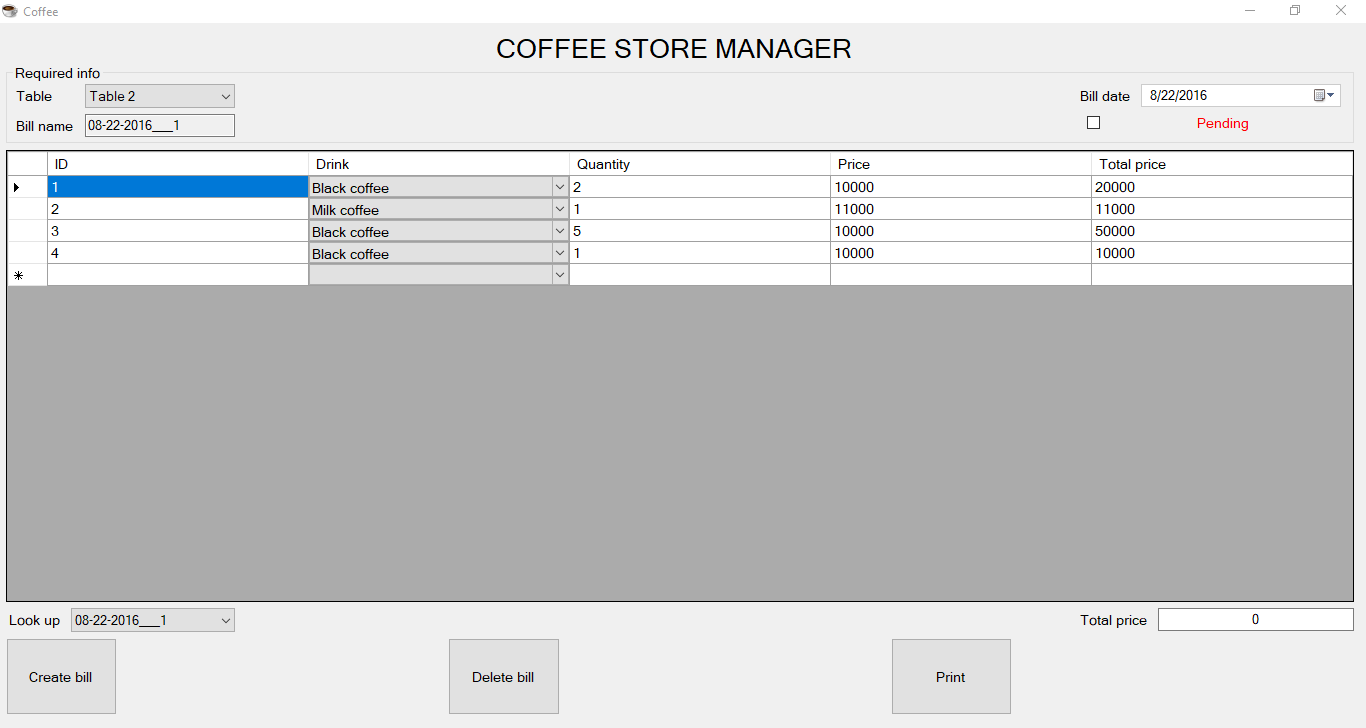 Coffee
COFFEE STORE MANAGER
Required info
Table Table 2
Bill date 8/22/2016
Bill name 08-22-2016___1
Pending
ID Drink Quantity Price Total price
1 Black coffee 2 10000 20000
2 Milk coffee 1 11000 11000
3 Black coffee 5 10000 50000
4 Black coffee 1 10000 10000
Look up 08-22-2016___1
Total price 0
Create bill Delete bill Print